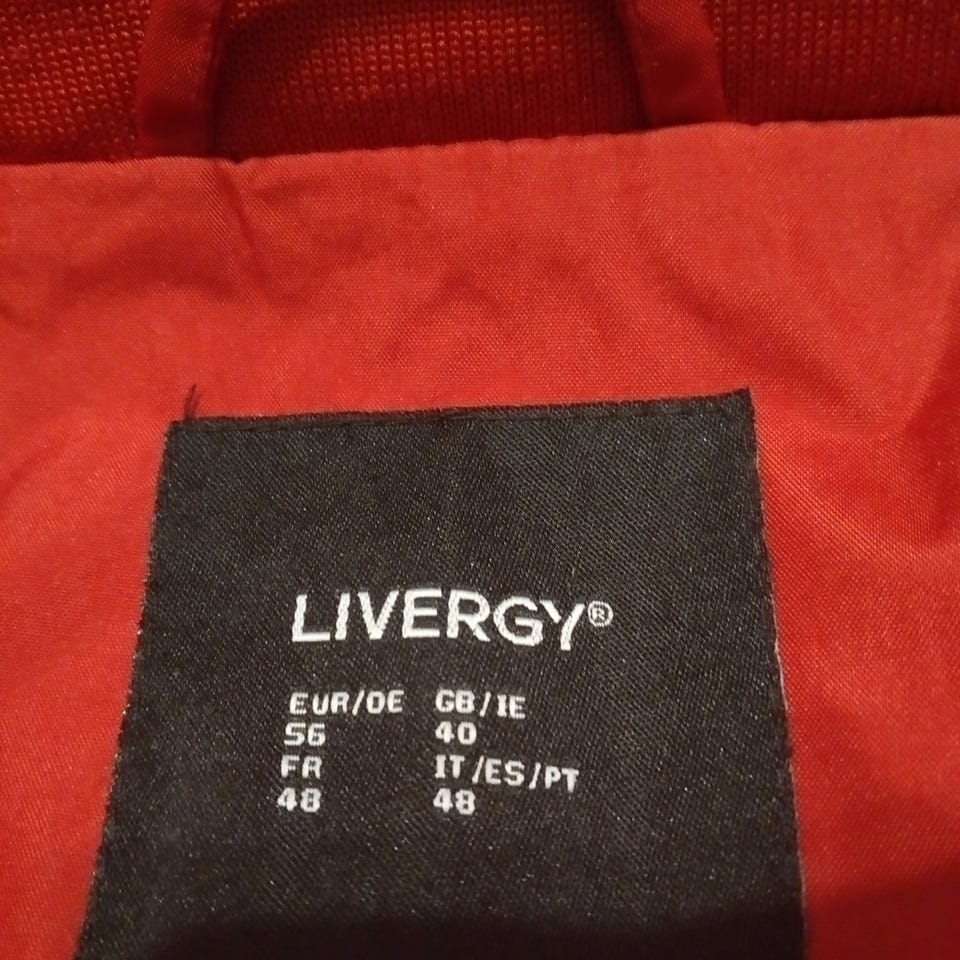 LIVERGY®
EUR/DE GB/IE
56 40
FR IT/ES/PT
48 48